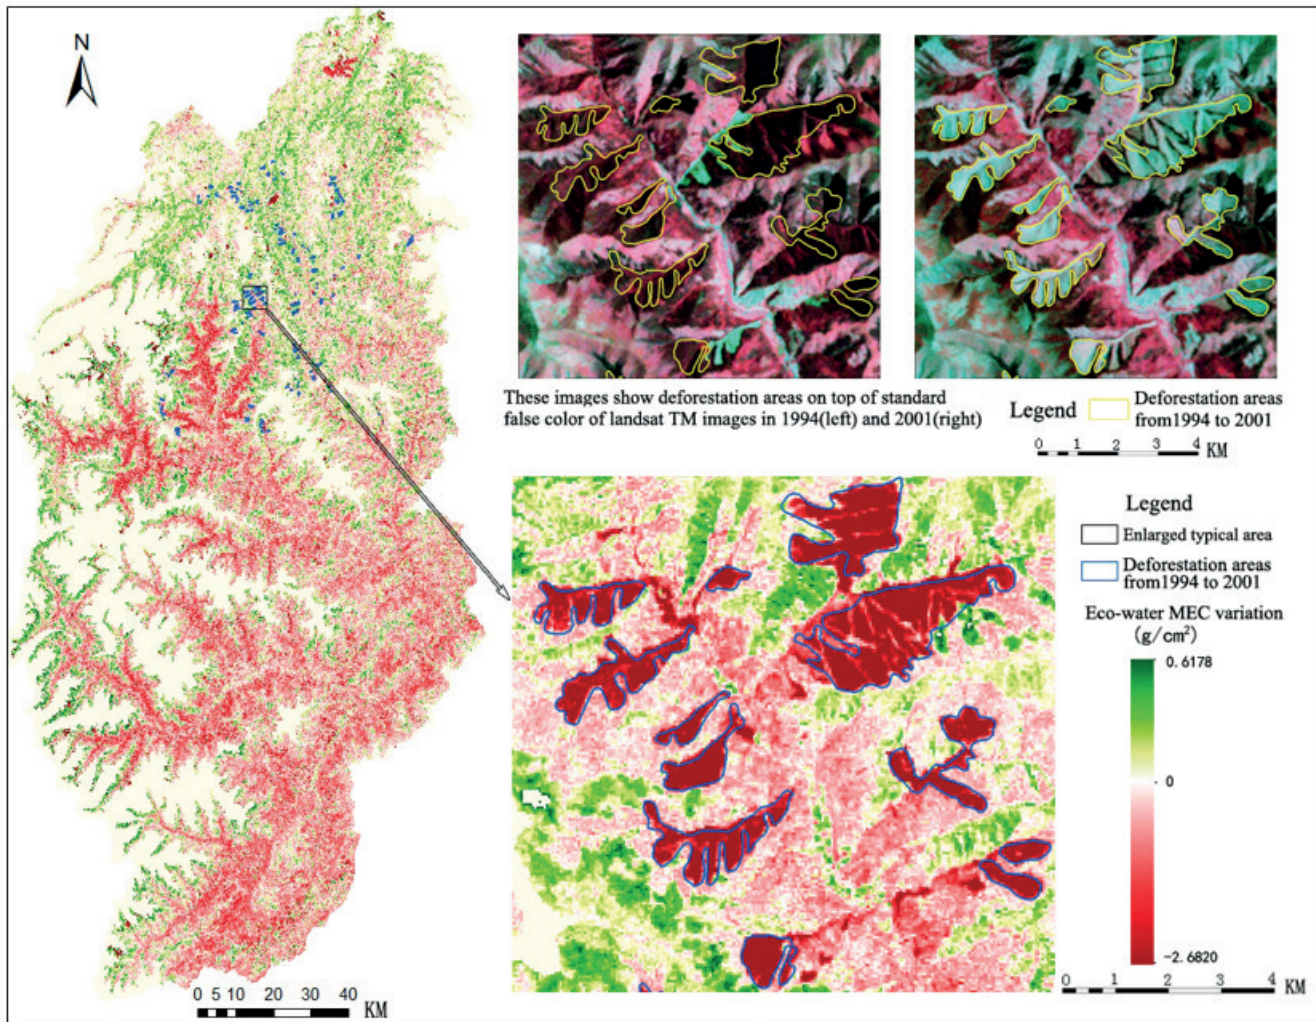 N
These images show deforestation areas on top of standard
false color of landsat TM images in 1994(left) and 2001(right)
Legend
Deforestation areas
from1994 to 2001
0 1 2 3 4 KM
Legend
Enlarged typical area
Deforestation areas
from1994 to 2001
Eco-water MEC variation
(g/cm²)
0.6178
0
-2.6820
0 1 2 3 4 KM
0 5 10 20 30 40 KM